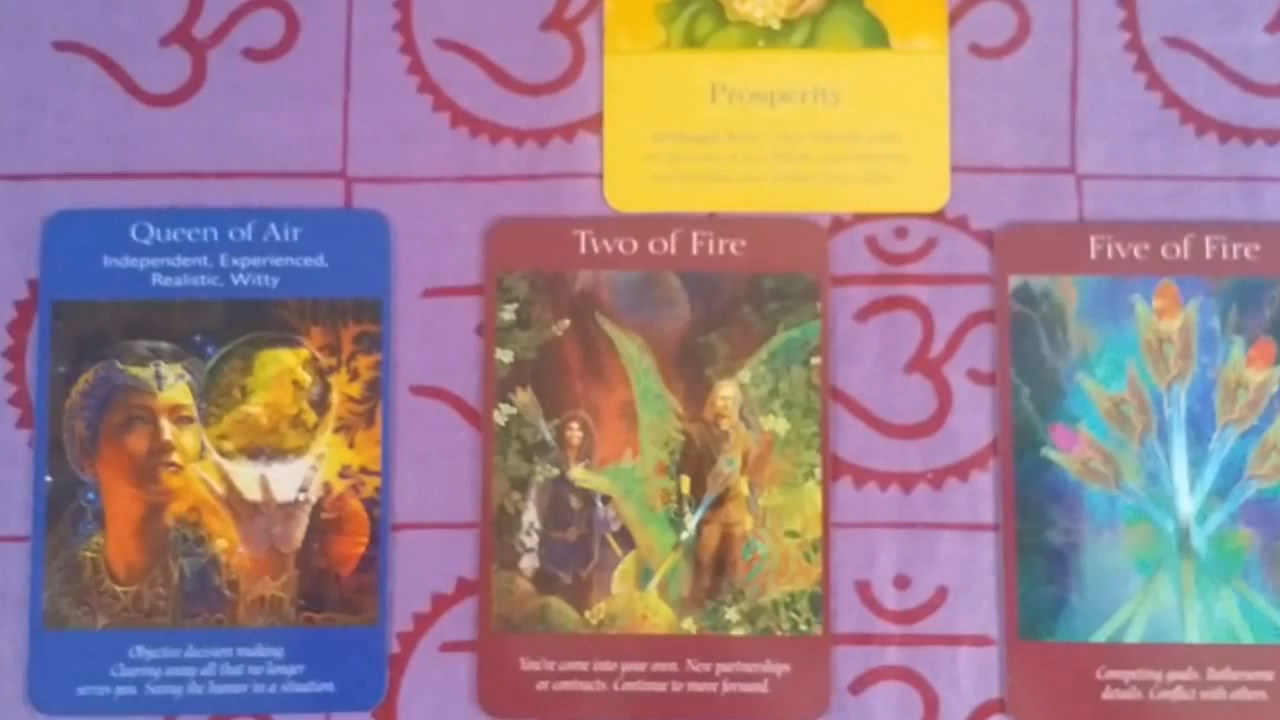 Prosperity
Queen of Air
Independent, Experienced,
Realistic, Witty
Objective decision making.
Clearing away all that no longer
serves you. Seeing the humor in a situation.
Two of Fire
You've come into your own. New partnerships
or contracts. Continue to move forward.
Five of Fire
Competing goals. Bothersome
details. Conflict with others.